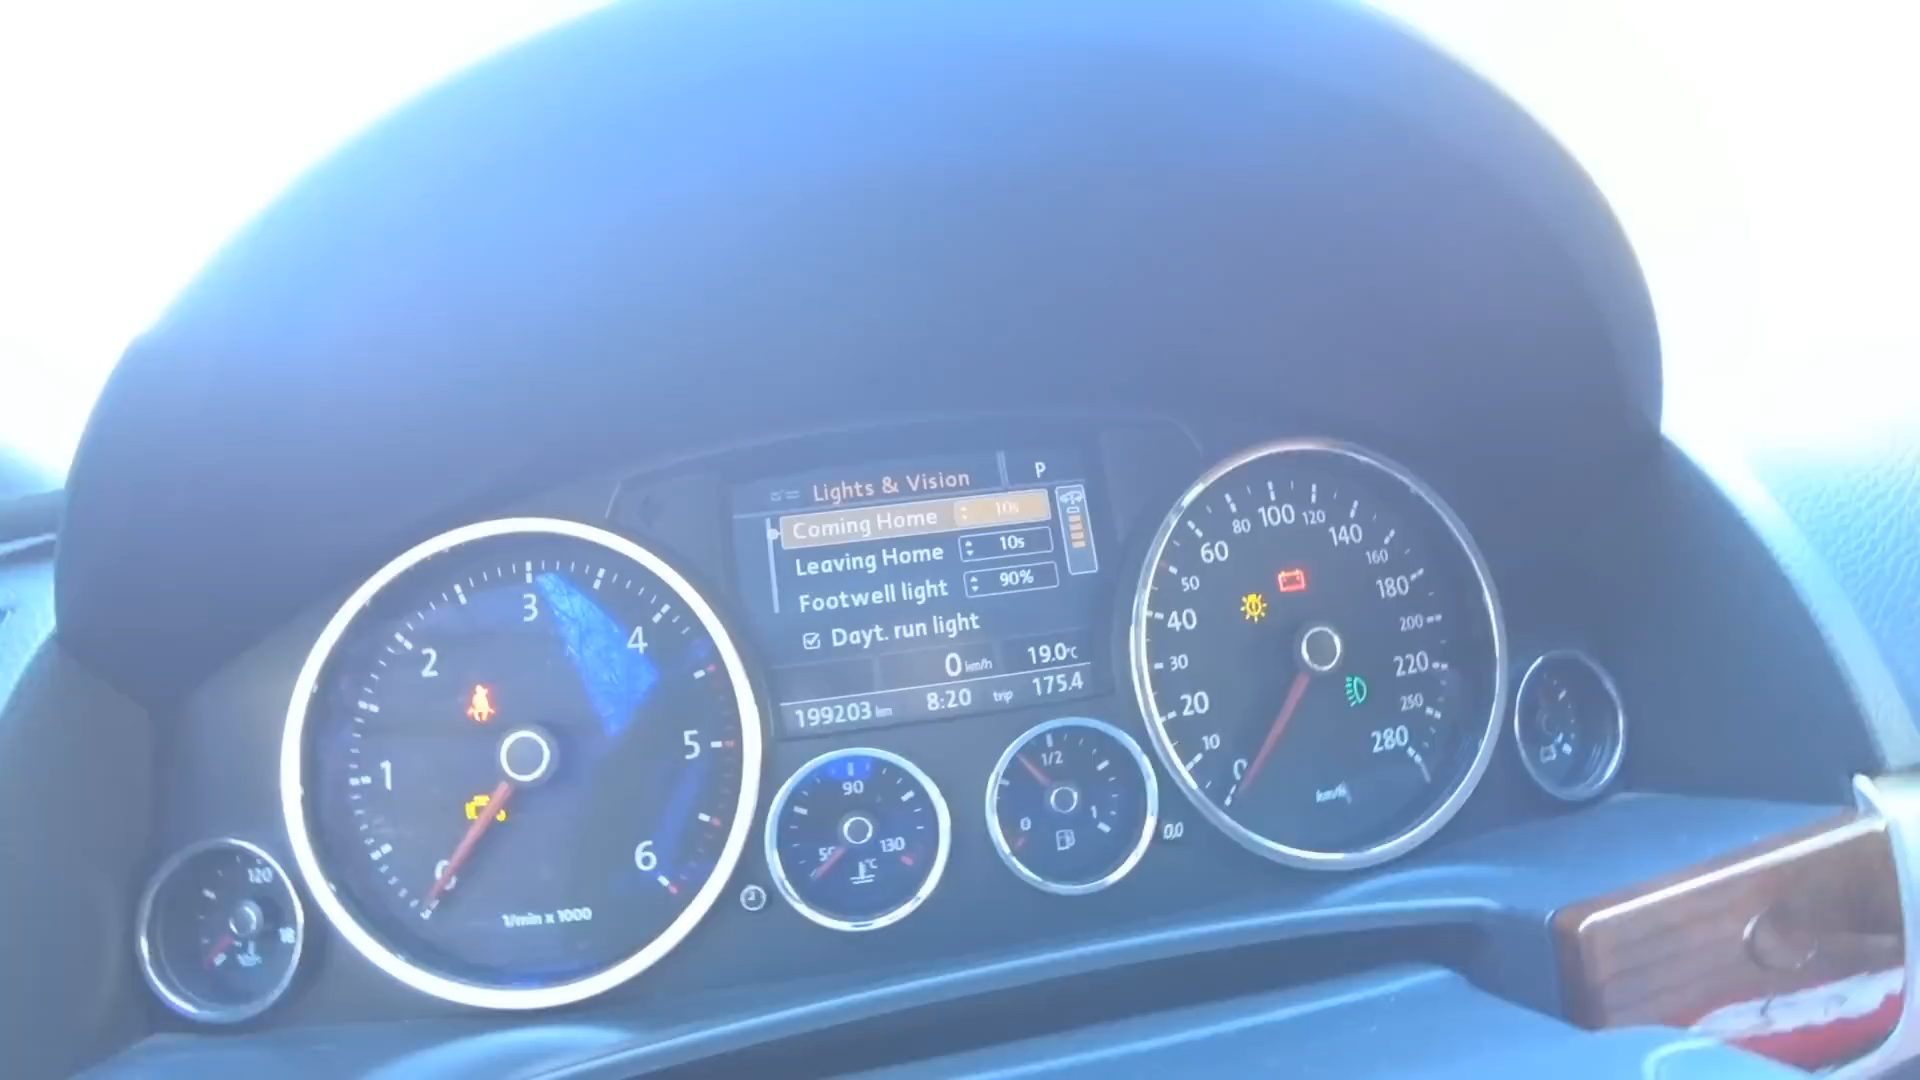 Lights & Vision P
Coming Home 10s
Leaving Home 10s
Footwell light 90%
Dayt. run light
0 km/h 19.0°C
199203 km 8:20 trip 175.4
0 1 2 3 4 5 6
1/min x 1000
50 90 130
°C
0 1/2 1
0.0
0 10 20 30 40 50 60 80 100 120 140 160 180 200 220 250 280
km/h
120